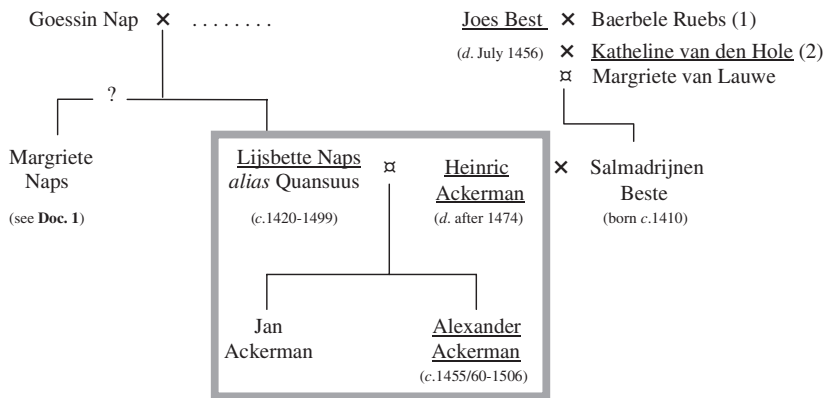 Goessin Nap × . . . . . . . .
Joes Best × Baerbele Ruebs (1)
(d. July 1456) × Katheline van den Hole (2)
¤ Margriete van Lauwe
?
Margriete
Naps
(see Doc. 1)
Lijsbette Naps
alias Quansuus
(c.1420-1499)
¤
Heinric
Ackerman
(d. after 1474)
×
Salmadrijnen
Beste
(born c.1410)
Jan
Ackerman
Alexander
Ackerman
(c.1455/60-1506)